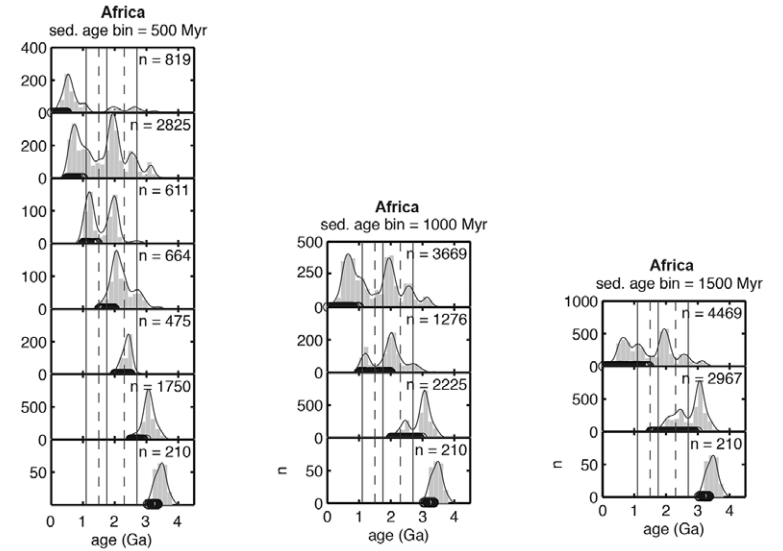 Africa
sed. age bin = 500 Myr
400
200
0
n = 819
200
0
n = 2825
100
0
n = 611
100
0
n = 664
200
0
n = 475
500
0
n = 1750
50
n = 210
0 1 2 3 4
age (Ga)
Africa
sed. age bin = 1000 Myr
500
250
0
n = 3669
200
0
n = 1276
500
0
n = 2225
50
0
n = 210
n
0 1 2 3 4
age (Ga)
Africa
sed. age bin = 1500 Myr
1000
500
0
n = 4469
500
0
n = 2967
50
0
n = 210
n
0 1 2 3 4
age (Ga)